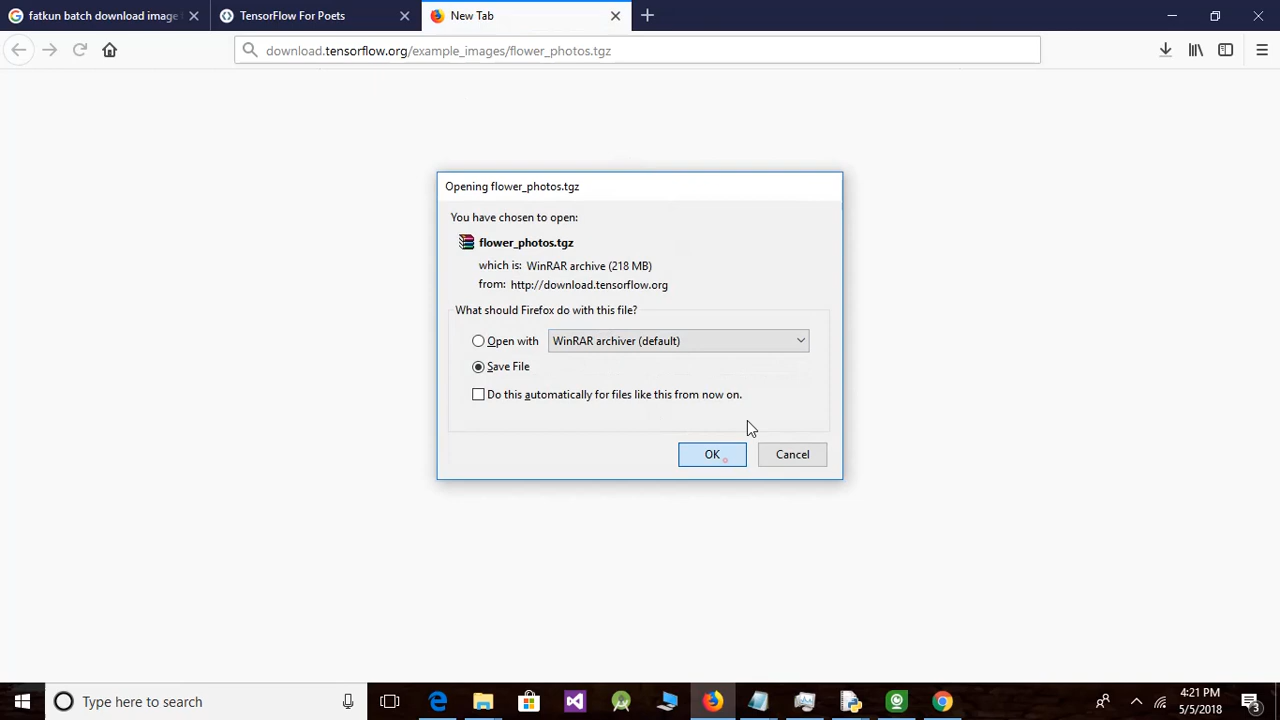 fatkun batch download image
TensorFlow For Poets
New Tab
download.tensorflow.org/example_images/flower_photos.tgz
Opening flower_photos.tgz
You have chosen to open:
flower_photos.tgz
which is: WinRAR archive (218 MB)
from: http://download.tensorflow.org
What should Firefox do with this file?
Open with WinRAR archiver (default)
Save File
Do this automatically for files like this from now on.
OK Cancel
Type here to search
4:21 PM
5/5/2018
3